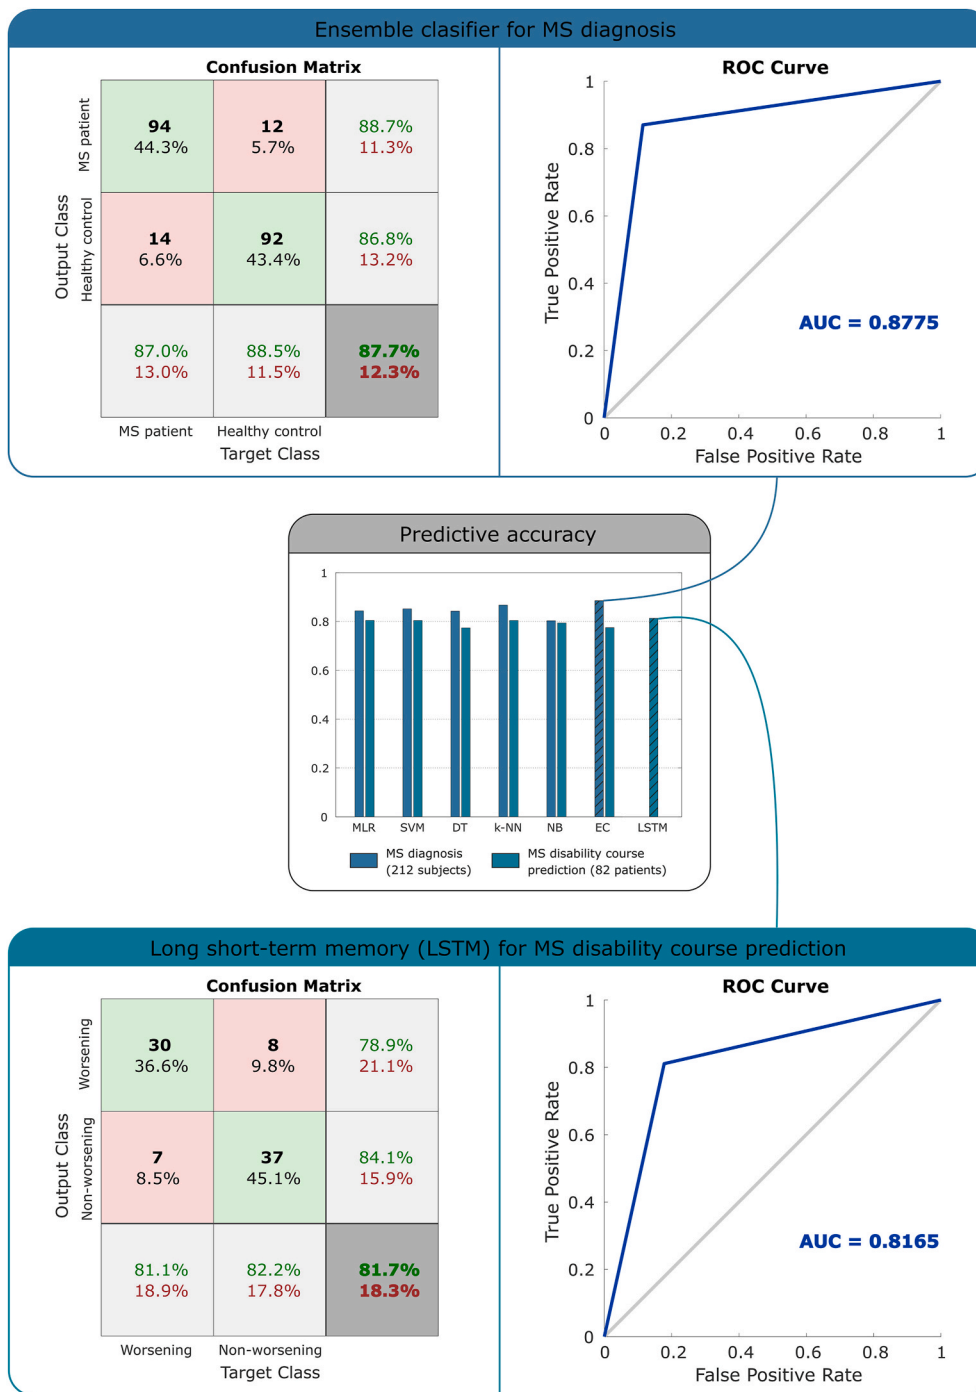 Ensemble clasifier for MS diagnosis
Confusion Matrix
Output Class
MS patient
94
44.3%
12
5.7%
88.7%
11.3%
Healthy control
14
6.6%
92
43.4%
86.8%
13.2%
87.0%
13.0%
88.5%
11.5%
87.7%
12.3%
MS patient
Healthy control
Target Class
ROC Curve
True Positive Rate
1
0.8
0.6
0.4
0.2
0
AUC = 0.8775
0
0.2
0.4
0.6
0.8
1
False Positive Rate
Predictive accuracy
1
0.8
0.6
0.4
0.2
0
MLR
SVM
DT
k-NN
NB
EC
LSTM
MS diagnosis
(212 subjects)
MS disability course
prediction (82 patients)
Long short-term memory (LSTM) for MS disability course prediction
Confusion Matrix
Output Class
Worsening
30
36.6%
8
9.8%
78.9%
21.1%
Non-worsening
7
8.5%
37
45.1%
84.1%
15.9%
81.1%
18.9%
82.2%
17.8%
81.7%
18.3%
Worsening
Non-worsening
Target Class
ROC Curve
True Positive Rate
1
0.8
0.6
0.4
0.2
0
AUC = 0.8165
0
0.2
0.4
0.6
0.8
1
False Positive Rate